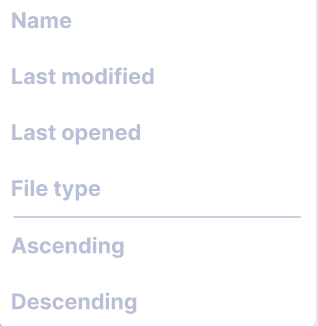 Name
Last modified
Last opened
File type
Ascending
Descending